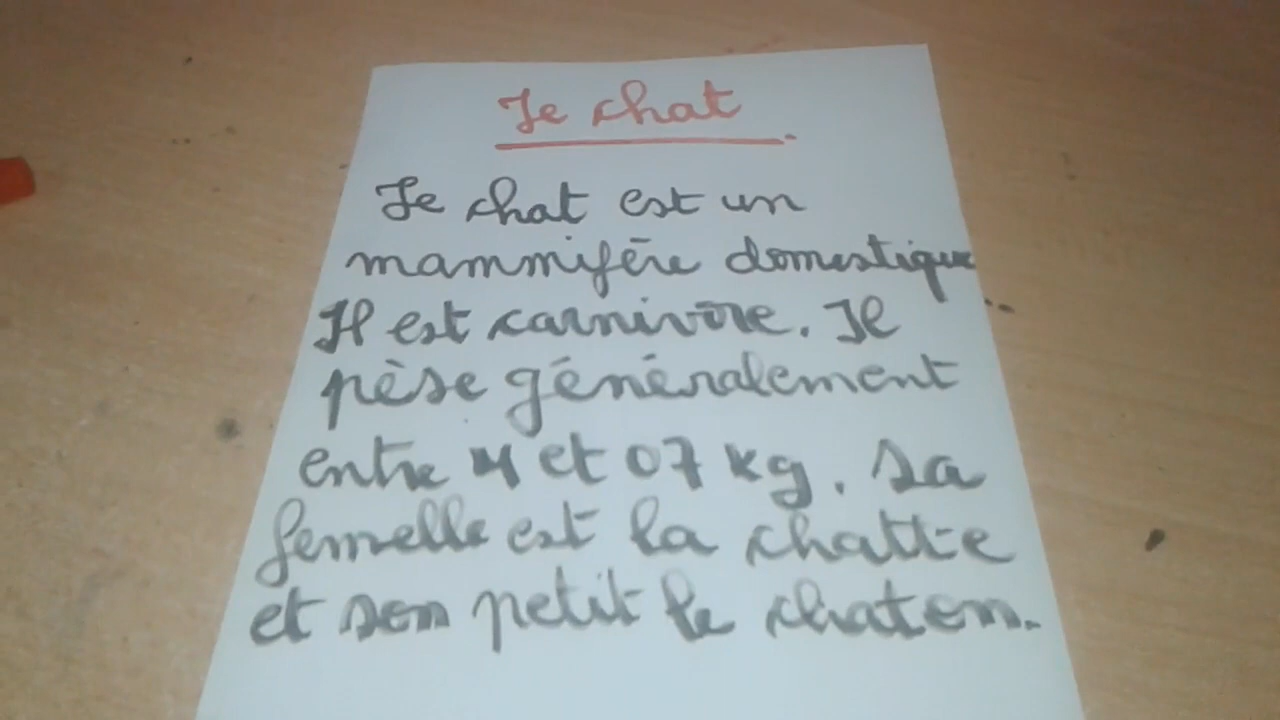 Le chat
Le chat est un
mammifère domestique
Il est carnivore. Il
pèse généralement
entre 4 et 07 kg. Sa
femelle est la chatte
et son petit le chaton.